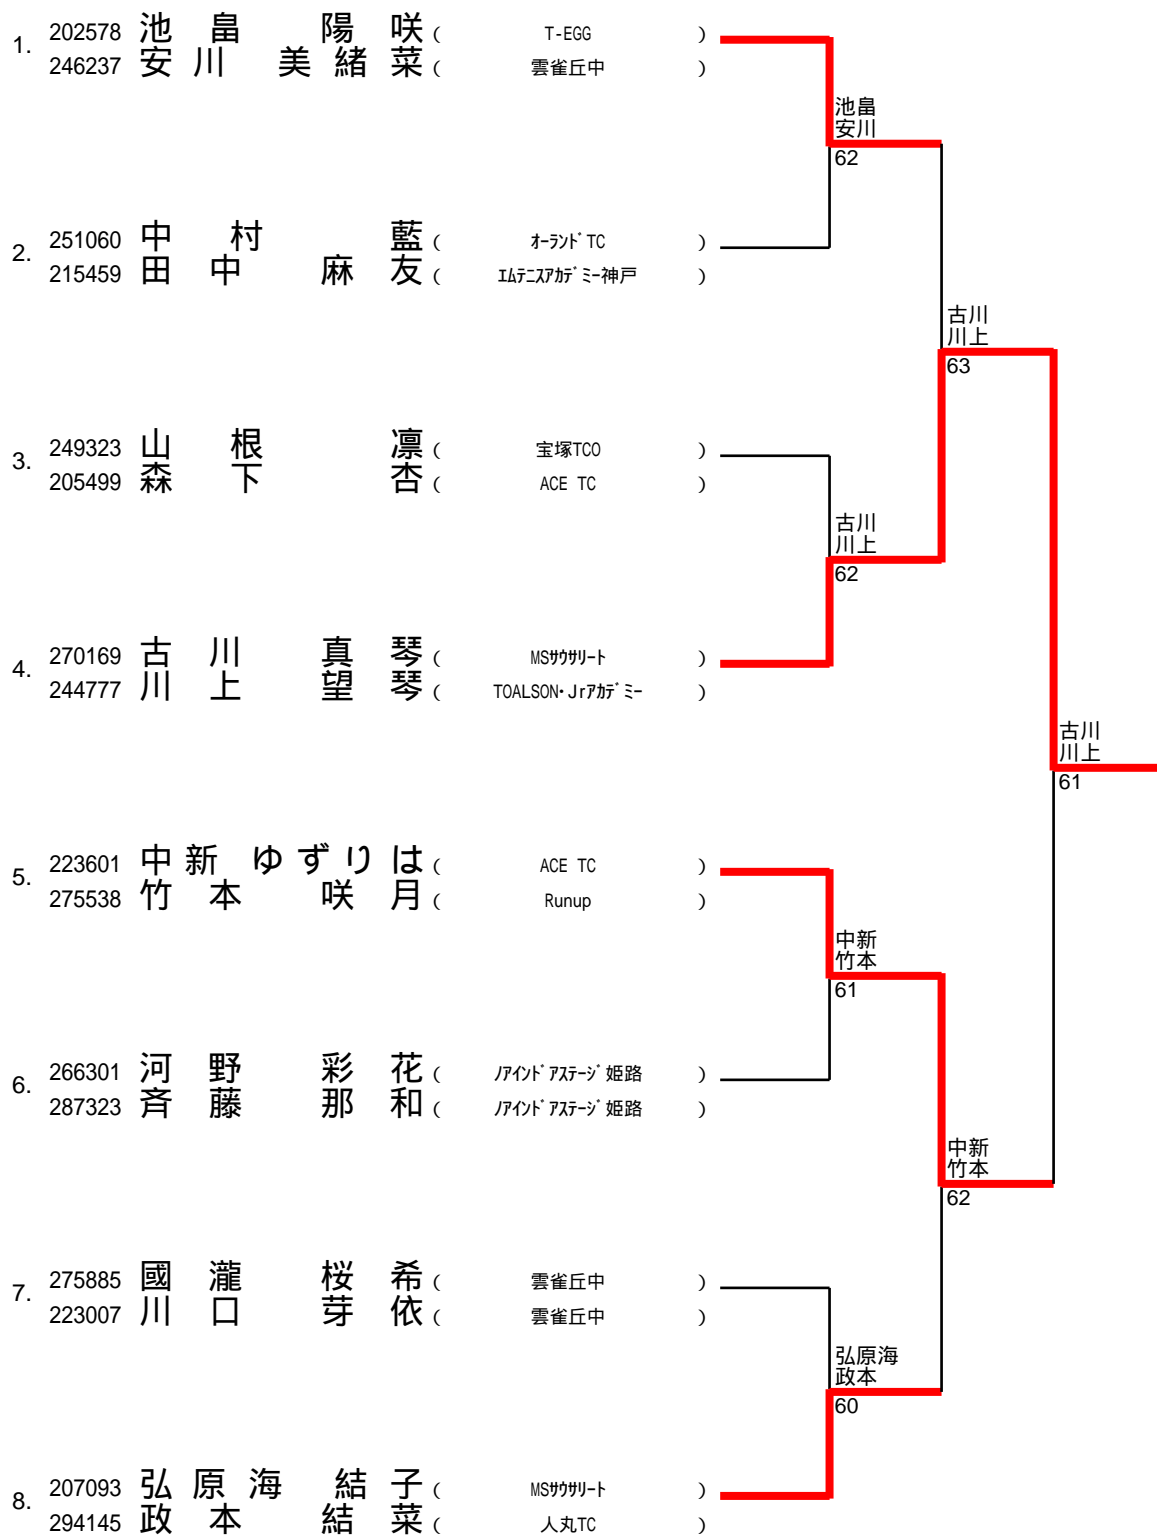 1. 202578 池畠 陽咲 ( T-EGG )
246237 安川 美緒菜 ( 雲雀丘中 )
池畠
安川
62
2. 251060 中村 藍 ( オーランドTC )
215459 田中 麻友 ( エムテニスアカデミー神戸 )
古川
川上
63
3. 249323 山根 凛 ( 宝塚TCO )
205499 森下 杏 ( ACE TC )
古川
川上
62
4. 270169 古川 真琴 ( MSサウサリート )
244777 川上 望琴 ( TOALSON・Jrアカデミー )
古川
川上
61
5. 223601 中新 ゆずりは ( ACE TC )
275538 竹本 咲月 ( Runup )
中新
竹本
61
6. 266301 河野 彩花 ( ノアインドアステージ姫路 )
287323 斉藤 那和 ( ノアインドアステージ姫路 )
中新
竹本
62
7. 275885 國瀧 桜希 ( 雲雀丘中 )
223007 川口 芽依 ( 雲雀丘中 )
弘原海
政本
60
8. 207093 弘原海 結子 ( MSサウサリート )
294145 政本 結菜 ( 人丸TC )